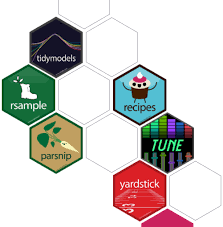 tidymodels
rsample
recipes
parsnip
TUNE
yardstick